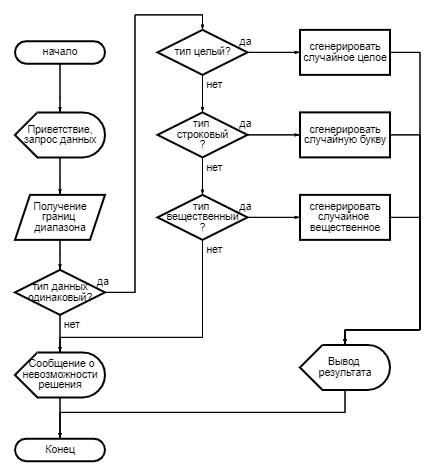 начало
Приветствие,
запрос данных
Получение
границ
диапазона
тип данных
одинаковый?
да
нет
Сообщение о
невозможности
решения
Конец
тип целый?
да
нет
сгенерировать
случайное целое
тип
строковый
?
да
нет
сгенерировать
случайную букву
тип
вещественный
?
да
нет
сгенерировать
случайное
вещественное
Вывод
результата